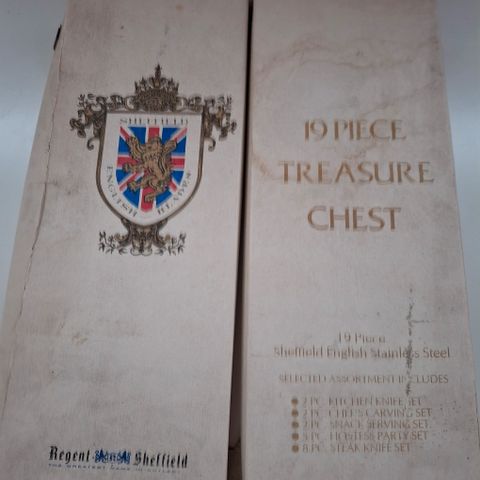 SHEFFIELD
ENGLISH BLADES
Regent Sheffield
THE GREATEST NAME IN CUTLERY
19 PIECE
TREASURE
CHEST
19 Piece
Sheffield English Stainless Steel
SELECTED ASSORTMENT INCLUDES
2 PC. KITCHEN KNIFE SET
2 PC. CHEF'S CARVING SET
2 PC. SNACK SERVING SET
5 PC. HOSTESS PARTY SET
8 PC. STEAK KNIFE SET